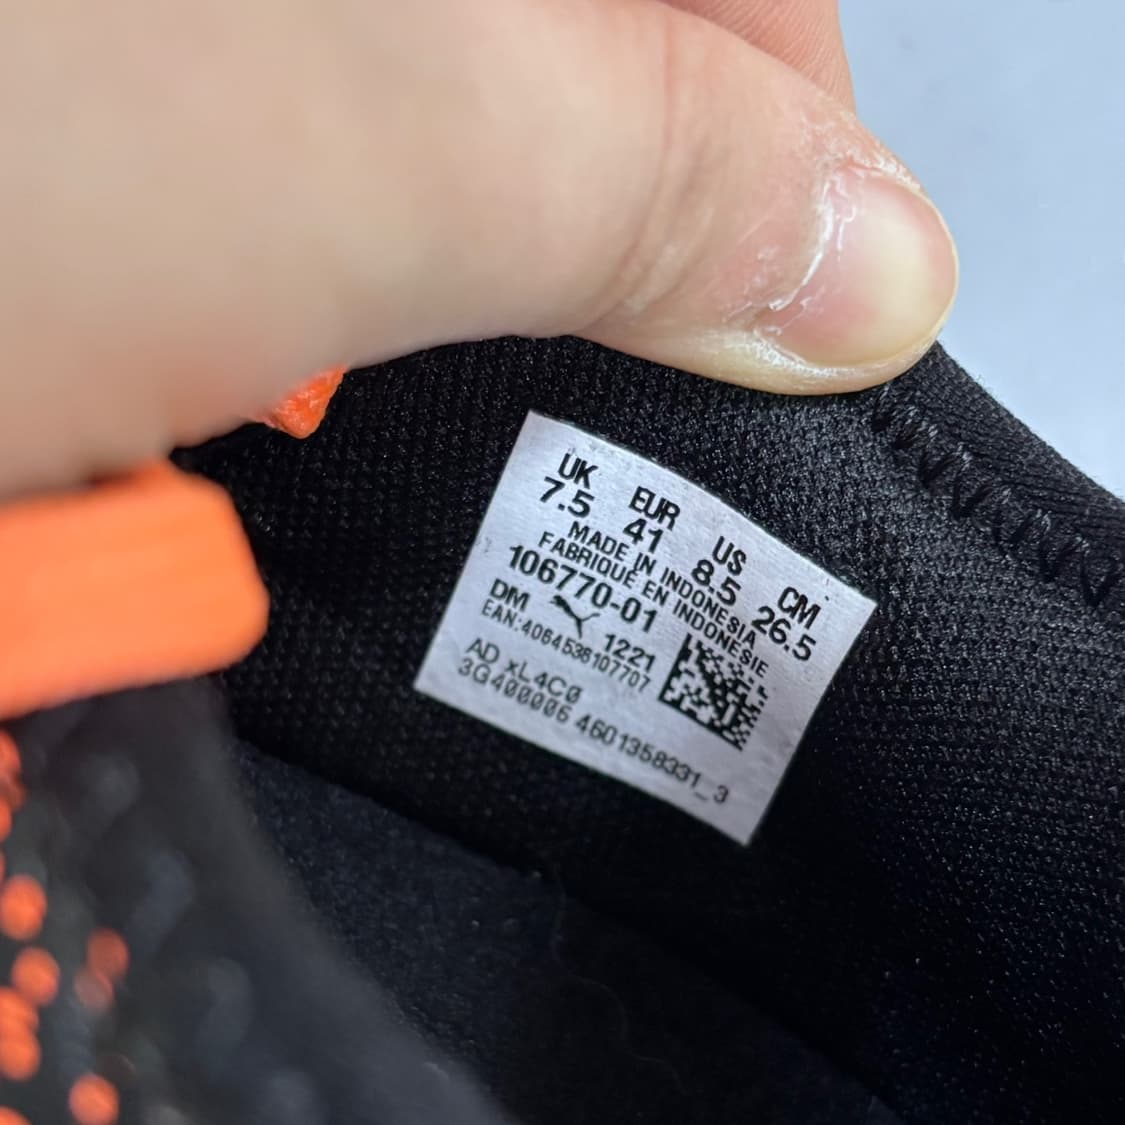 UK EUR US CM
7.5 41 8.5 26.5
MADE IN INDONESIA
FABRIQUÉ EN INDONESIE
106770-01
DM 1221
EAN:4064536107707
AD xL4C0
3G400006 4601358331_3